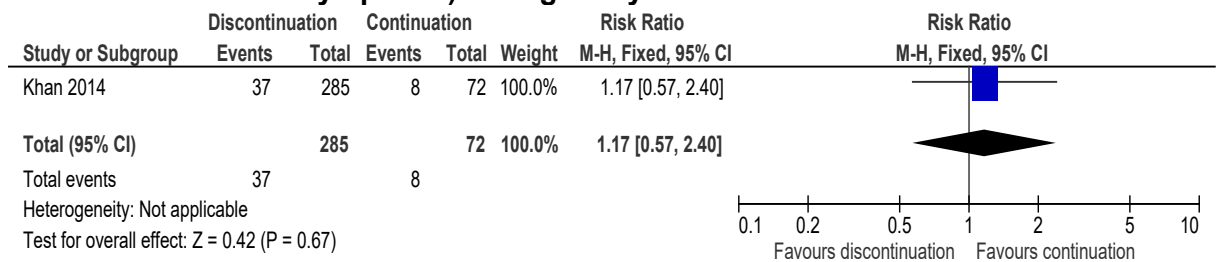 Discontinuation Continuation Risk Ratio Risk Ratio
Study or Subgroup Events Total Events Total Weight M-H, Fixed, 95% CI M-H, Fixed, 95% CI
Khan 2014 37 285 8 72 100.0% 1.17 [0.57, 2.40]
Total (95% CI) 285 72 100.0% 1.17 [0.57, 2.40]
Total events 37 8
Heterogeneity: Not applicable
Test for overall effect: Z = 0.42 (P = 0.67)
0.1 0.2 0.5 1 2 5 10
Favours discontinuation Favours continuation